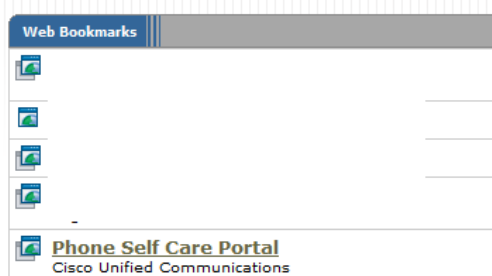 Web Bookmarks
Phone Self Care Portal
Cisco Unified Communications